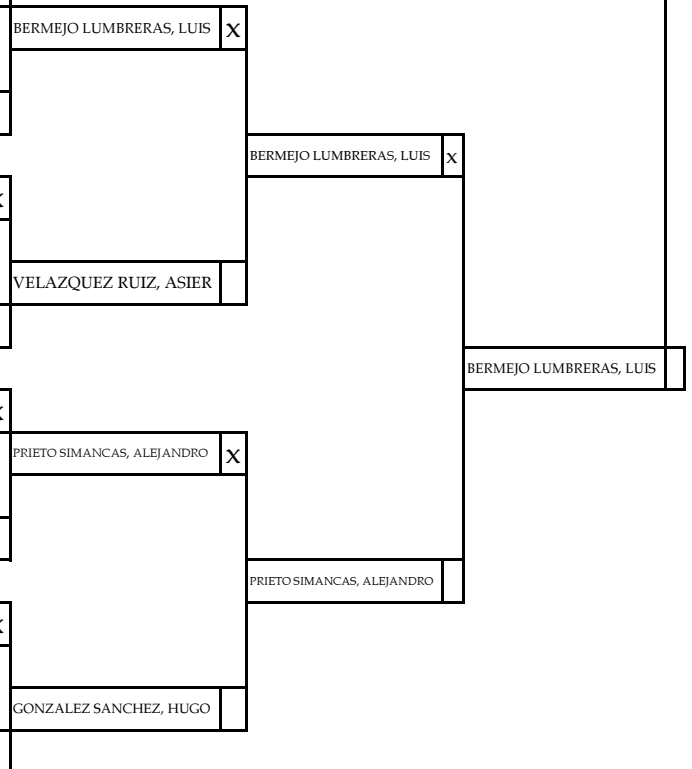 BERMEJO LUMBRERAS, LUIS X
BERMEJO LUMBRERAS, LUIS X
VELAZQUEZ RUIZ, ASIER
BERMEJO LUMBRERAS, LUIS
PRIETO SIMANCAS, ALEJANDRO X
PRIETO SIMANCAS, ALEJANDRO
GONZALEZ SANCHEZ, HUGO